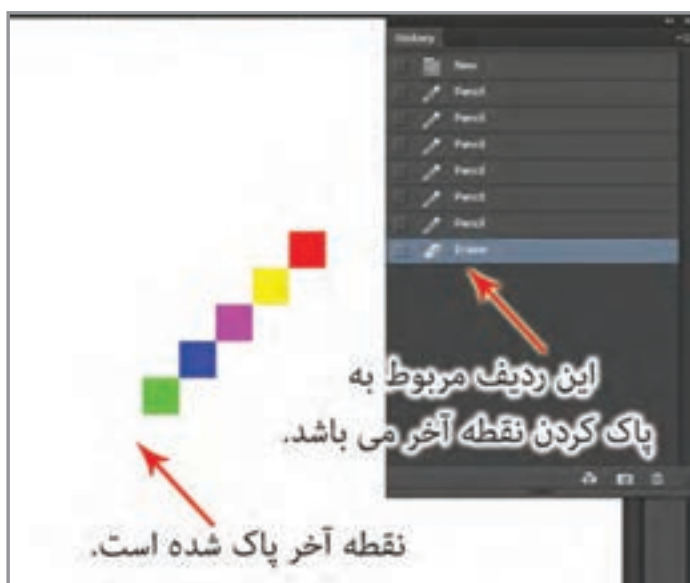 History
New
Pencil
Pencil
Pencil
Pencil
Pencil
Pencil
Eraser
این ردیف مربوط به
پاک کردن نقطه آخر می باشد.
نقطه آخر پاک شده است.